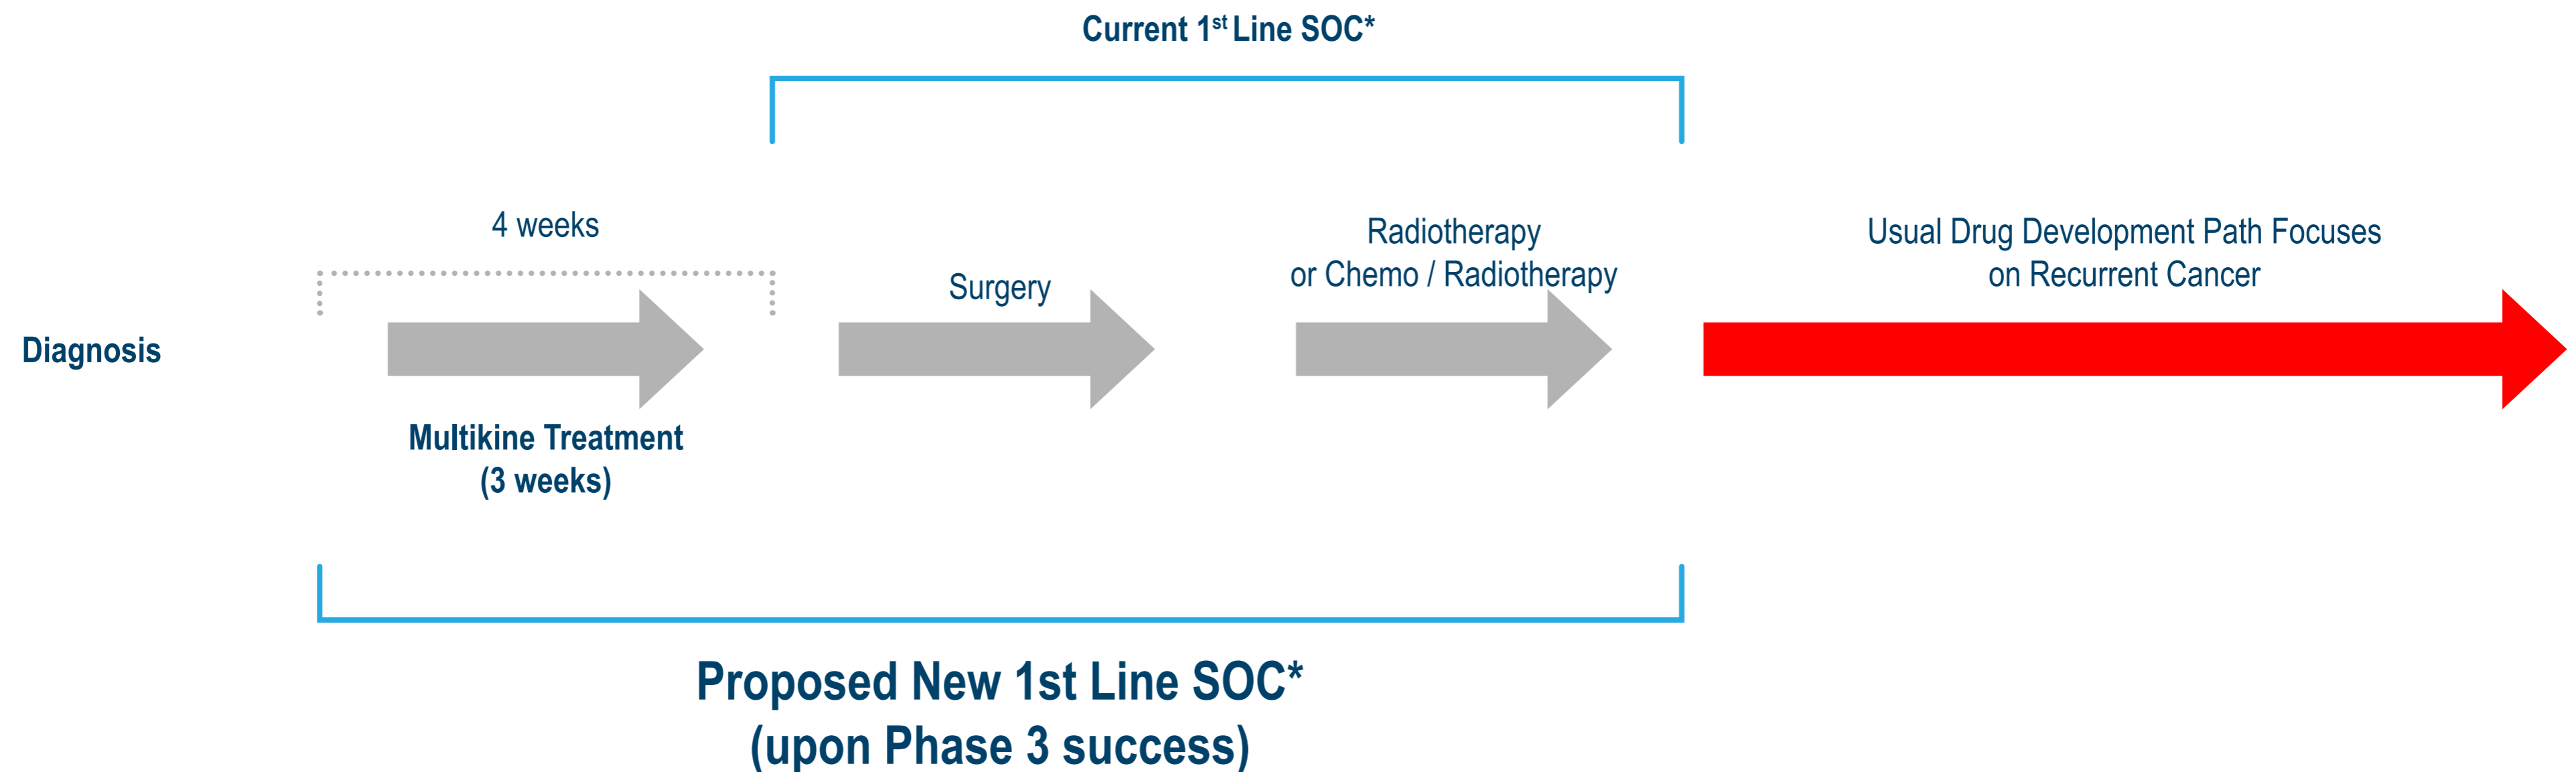 Current 1st Line SOC*
4 weeks
Surgery
Radiotherapy
or Chemo / Radiotherapy
Usual Drug Development Path Focuses
on Recurrent Cancer
Diagnosis
Multikine Treatment
(3 weeks)
Proposed New 1st Line SOC*
(upon Phase 3 success)